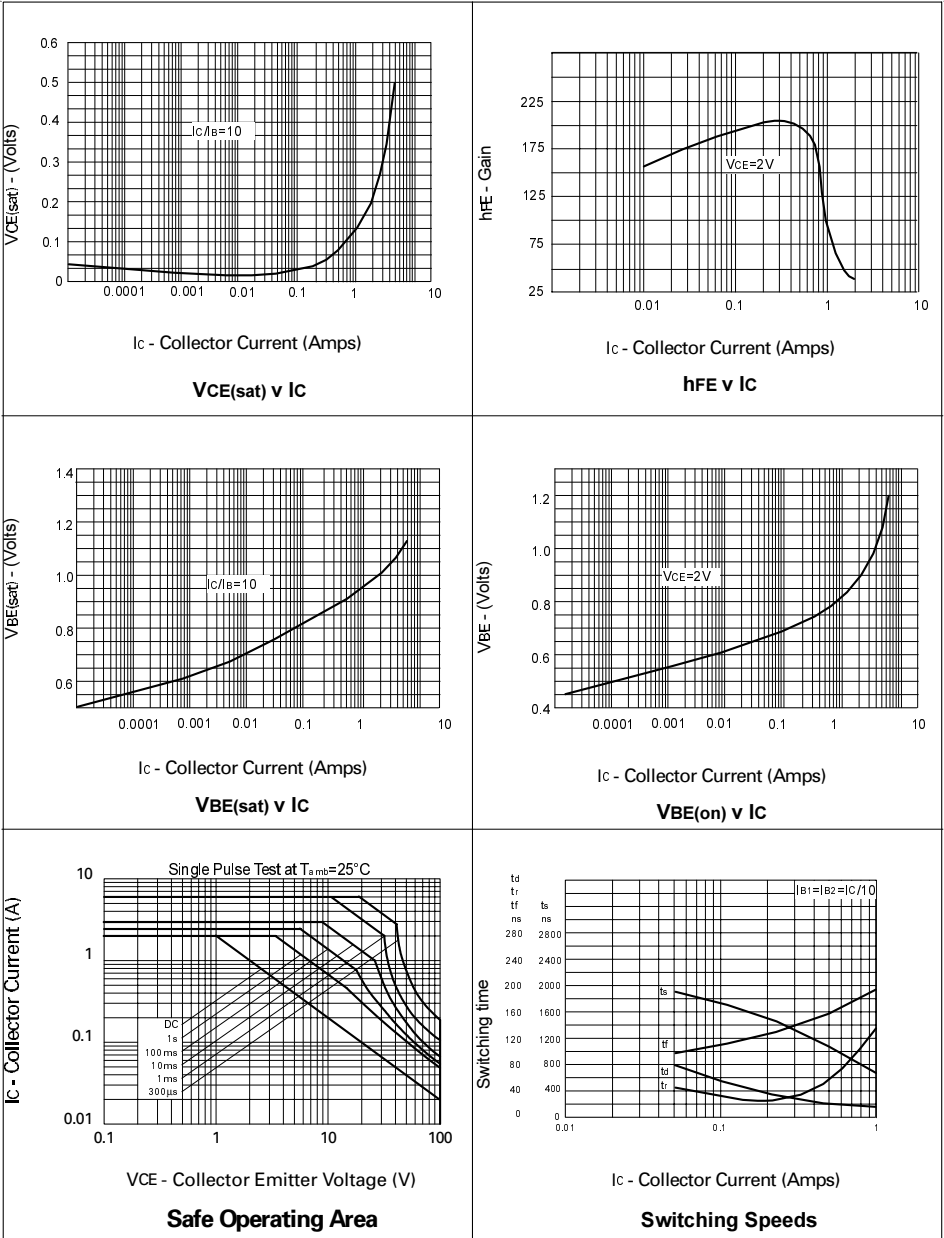 0.6
0.5
0.4
0.3
0.2
0.1
0
VCE(sat) - (Volts)
IC/IB=10
0.0001 0.001 0.01 0.1 1 10
IC - Collector Current (Amps)
VCE(sat) v IC
225
175
125
75
25
hFE - Gain
VCE=2V
0.01 0.1 1 10
IC - Collector Current (Amps)
hFE v IC
1.4
1.2
1.0
0.8
0.6
VBE(sat) - (Volts)
IC/IB=10
0.0001 0.001 0.01 0.1 1 10
IC - Collector Current (Amps)
VBE(sat) v IC
1.2
1.0
0.8
0.6
0.4
VBE - (Volts)
VCE=2V
0.0001 0.001 0.01 0.1 1 10
IC - Collector Current (Amps)
VBE(on) v IC
Single Pulse Test at Tamb=25°C
10
1
0.1
0.01
IC - Collector Current (A)
DC
1s
100ms
10ms
1ms
300µs
0.1 1 10 100
VCE - Collector Emitter Voltage (V)
Safe Operating Area
td
tr
tf ts
ns ns
280 2800
240 2400
200 2000
160 1600
120 1200
80 800
40 400
0 0
Switching time
IB1=IB2=IC/10
ts
tf
td
tr
0.01 0.1 1
IC - Collector Current (Amps)
Switching Speeds